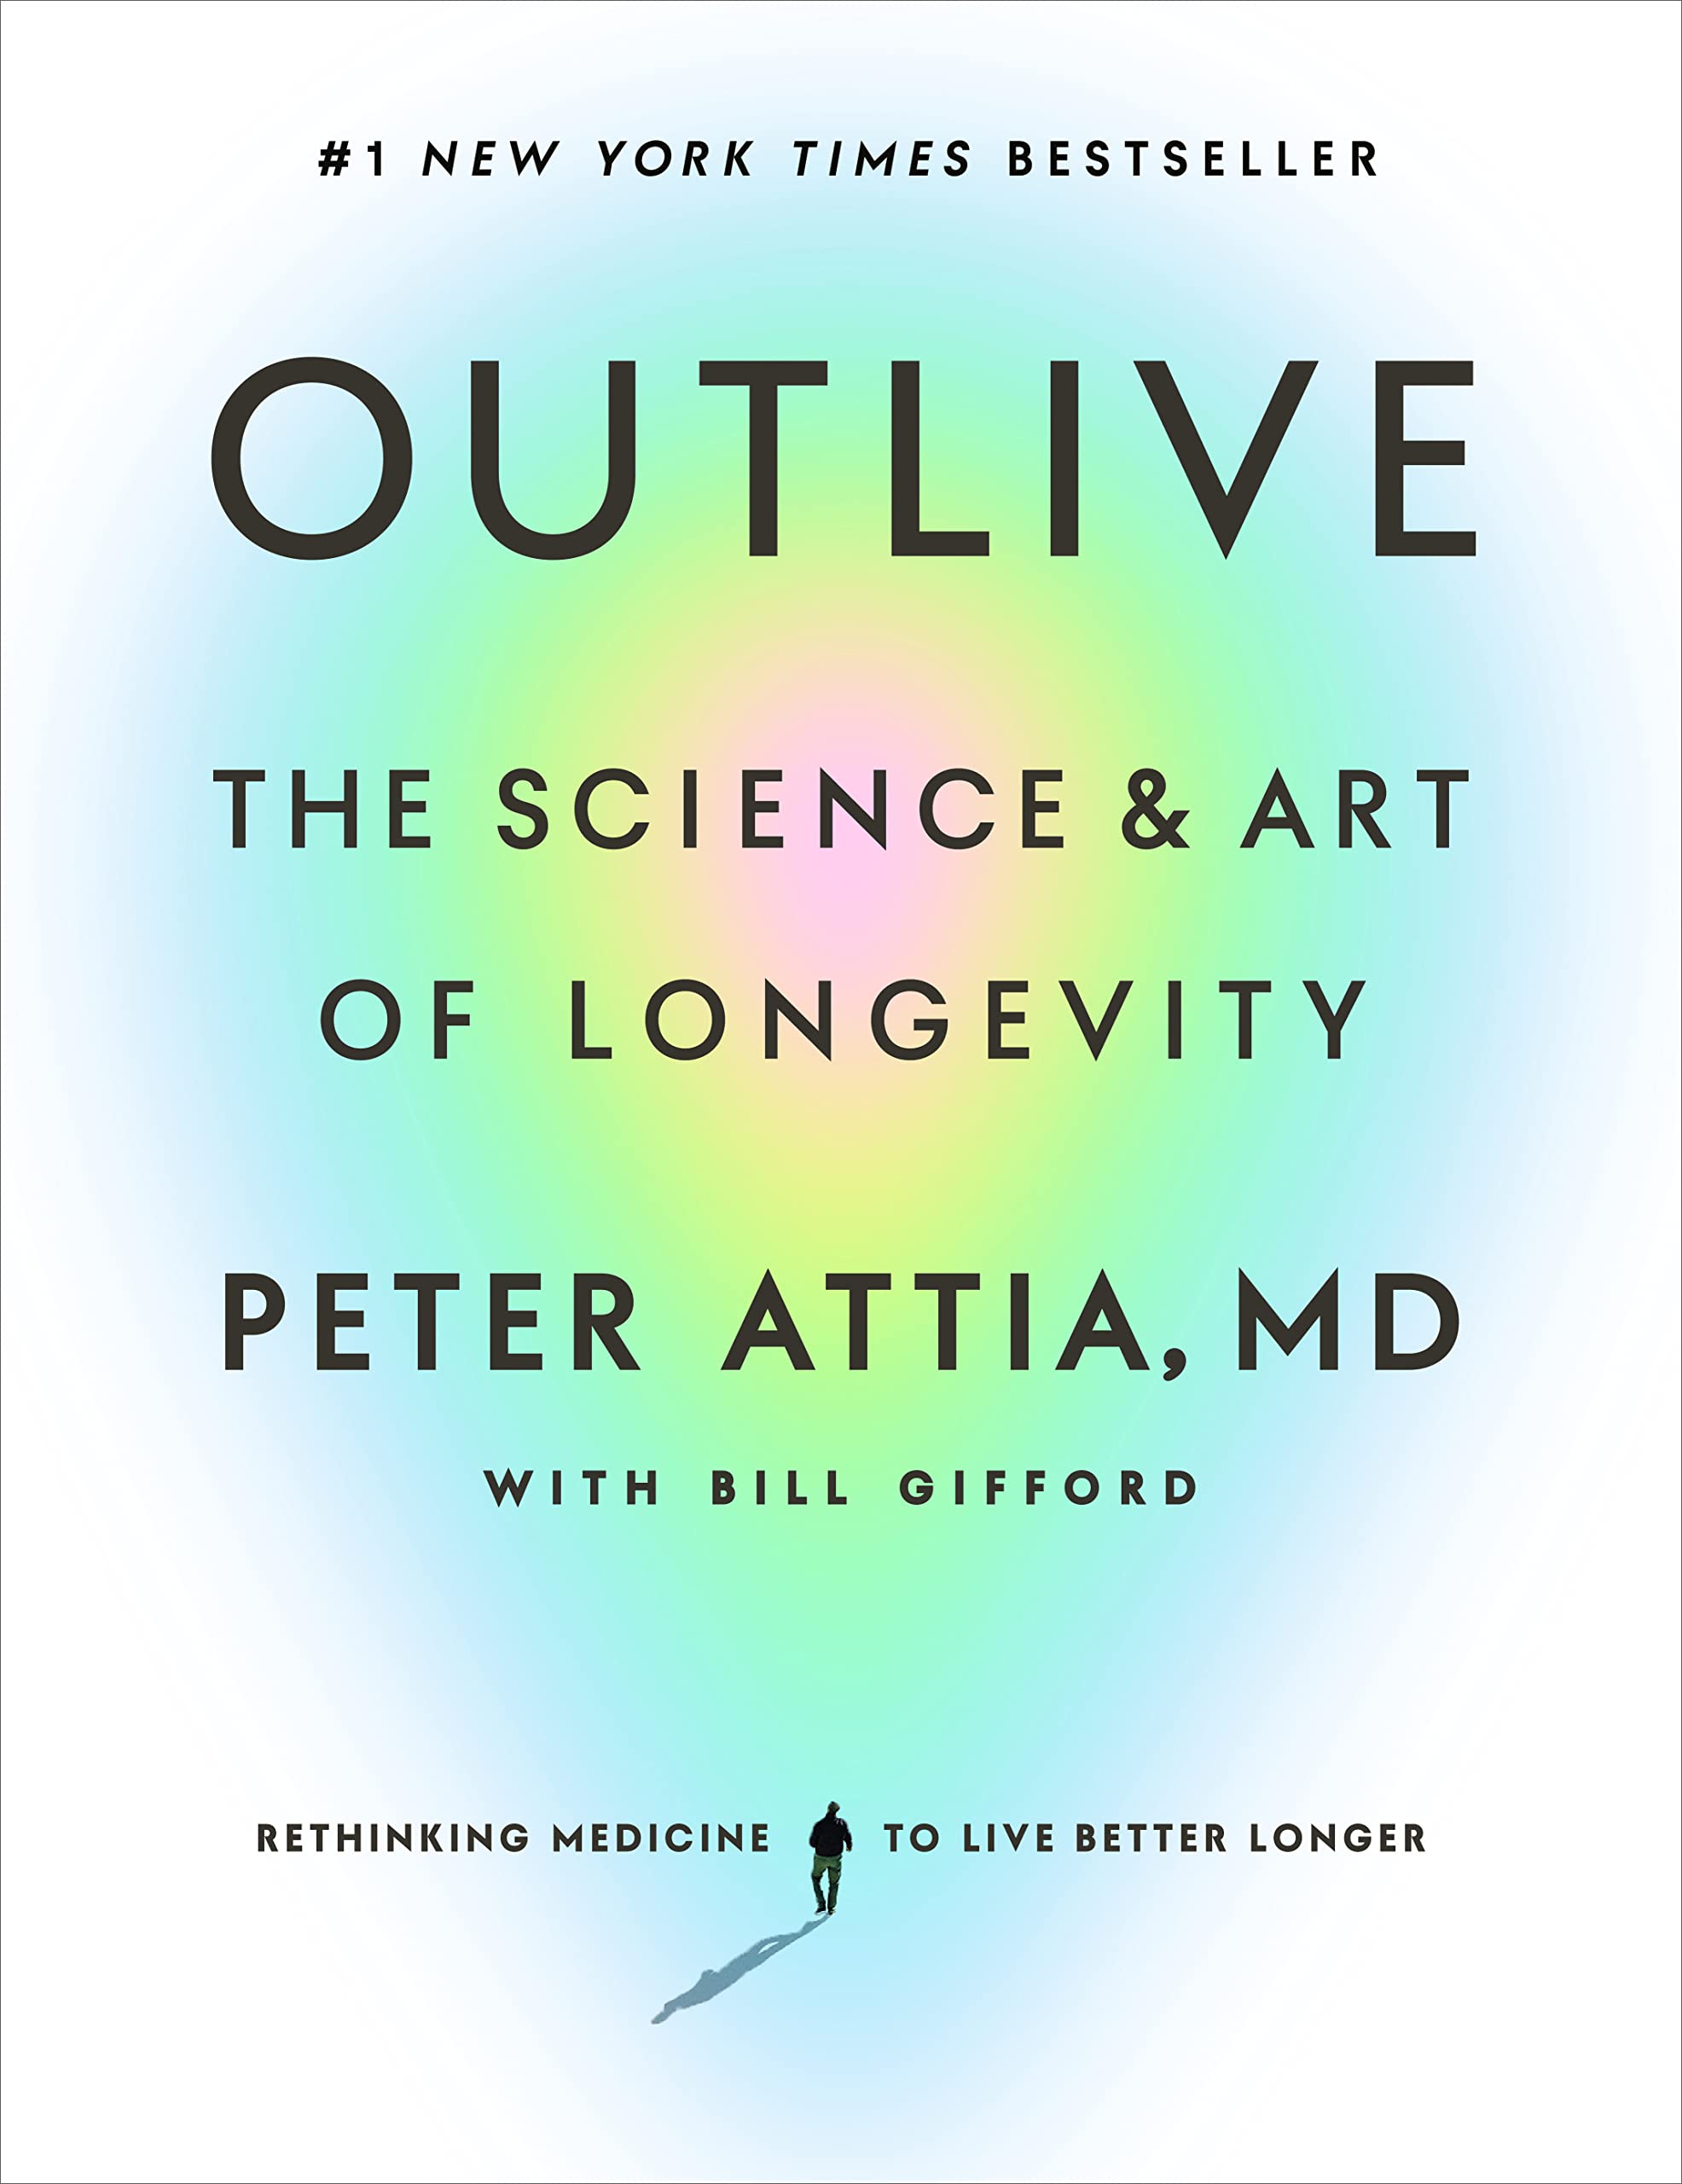 #1 NEW YORK TIMES BESTSELLER
OUTLIVE
THE SCIENCE & ART
OF LONGEVITY
PETER ATTIA, MD
WITH BILL GIFFORD
RETHINKING MEDICINE TO LIVE BETTER LONGER